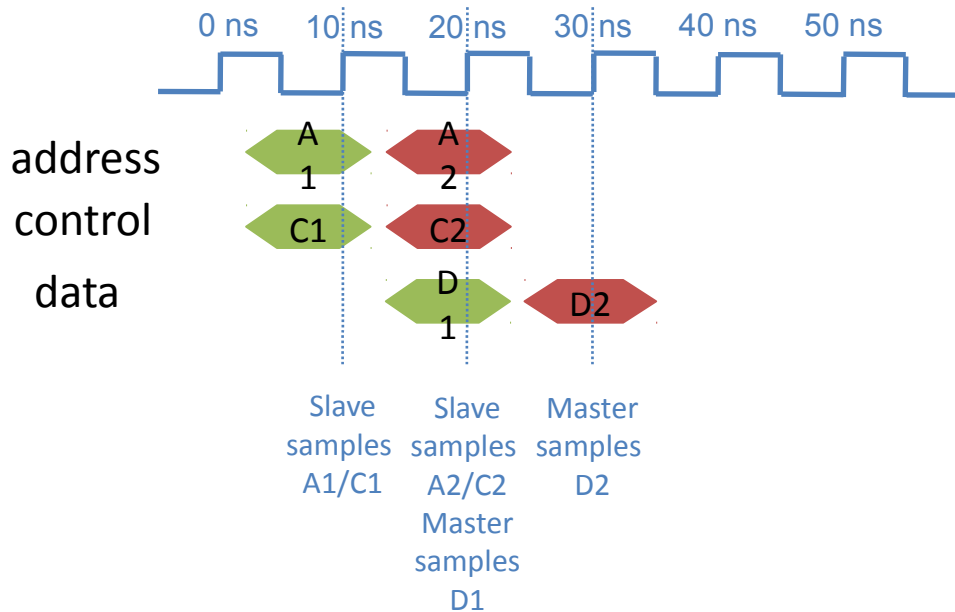 0 ns 10 ns 20 ns 30 ns 40 ns 50 ns
address
A
1
A
2
control
C1 C2
data
D
1
D2
Slave
samples
A1/C1
Slave
samples
A2/C2
Master
samples
D1
Master
samples
D2